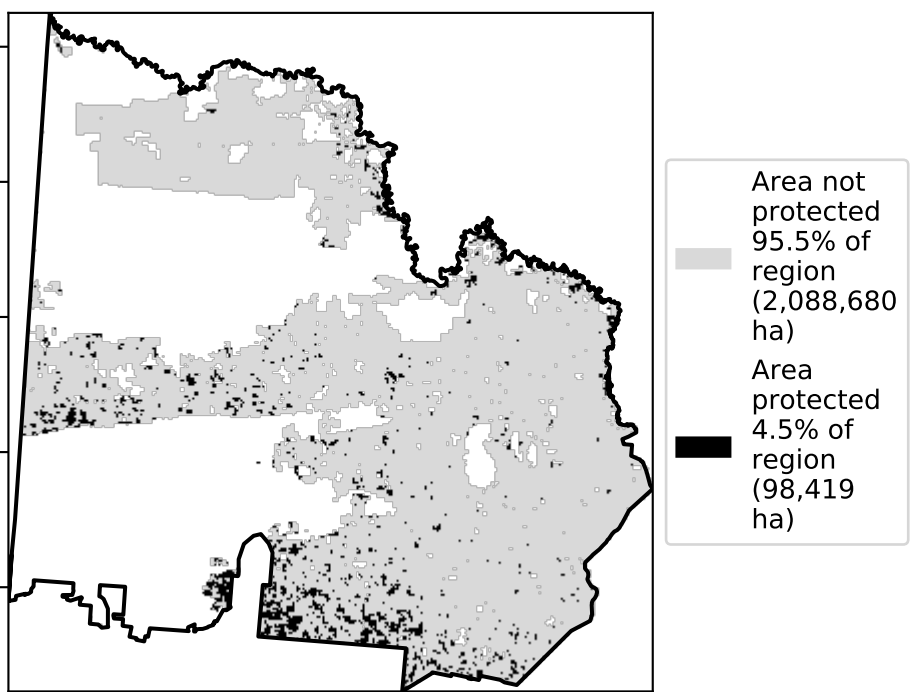 Area not
protected
95.5% of
region
(2,088,680
ha)
Area
protected
4.5% of
region
(98,419
ha)